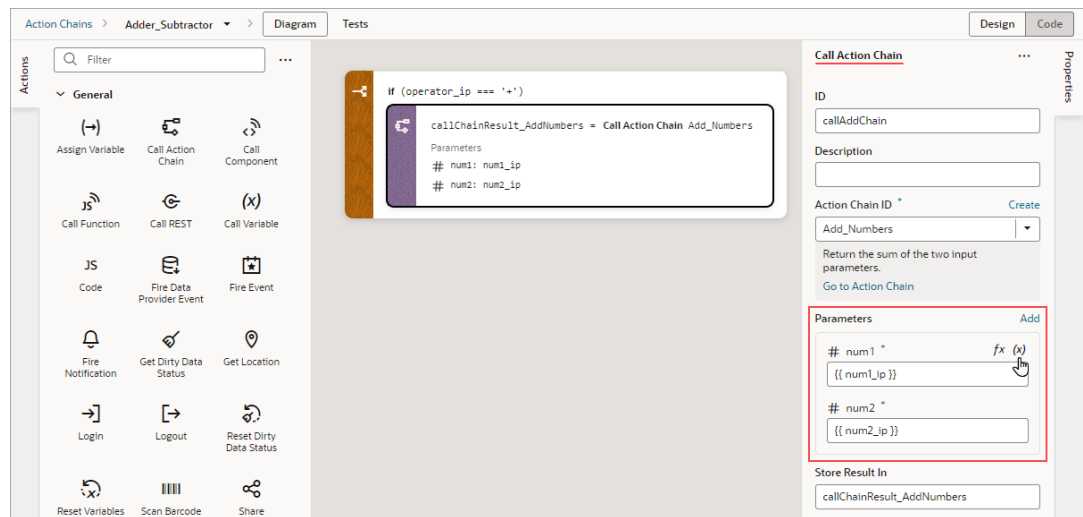 Action Chains > Adder_Subtractor > Diagram Tests Design Code
Actions
Filter ...
General
(→) 
Assign Variable
Call Action
Chain
Call
Component
JS
Call Function
Call REST
(x)
Call Variable
JS
Code
Fire Data
Provider Event
Fire Event
Fire
Notification
Get Dirty Data
Status
Get Location
Login
Logout
Reset Dirty
Data Status
(x)
Reset Variables
Scan Barcode
Share
if (operator_ip === '+')
callChainResult_AddNumbers = Call Action Chain Add_Numbers
Parameters
# num1: num1_ip
# num2: num2_ip
Call Action Chain ...
Properties
ID
callAddChain
Description
Action Chain ID * Create
Add_Numbers
Return the sum of the two input
parameters.
Go to Action Chain
Parameters Add
# num1 * fx (x)
{{ num1_ip }}
# num2 *
{{ num2_ip }}
Store Result In
callChainResult_AddNumbers